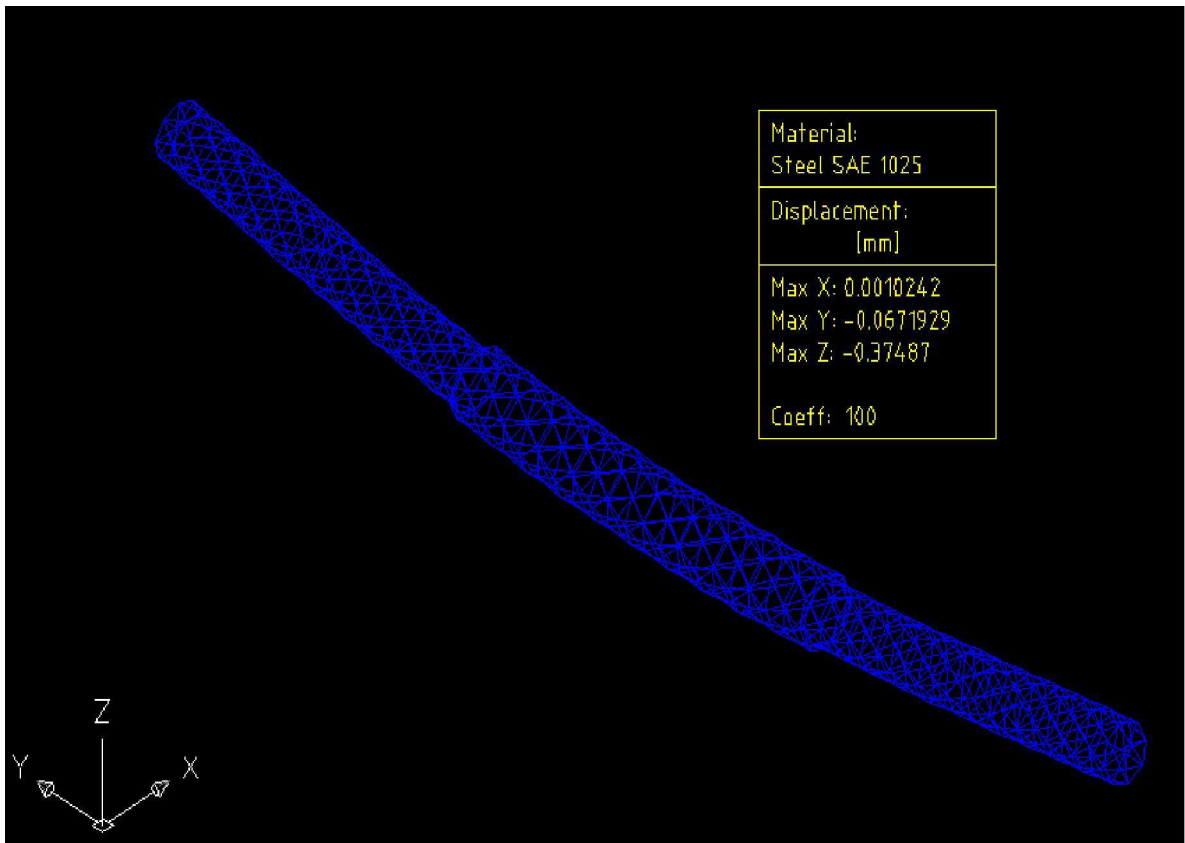 Material:
Steel SAE 1025
Displacement:
[mm]
Max X: 0.0010242
Max Y: -0.0671929
Max Z: -0.37487
Coeff: 100
Z
Y
X